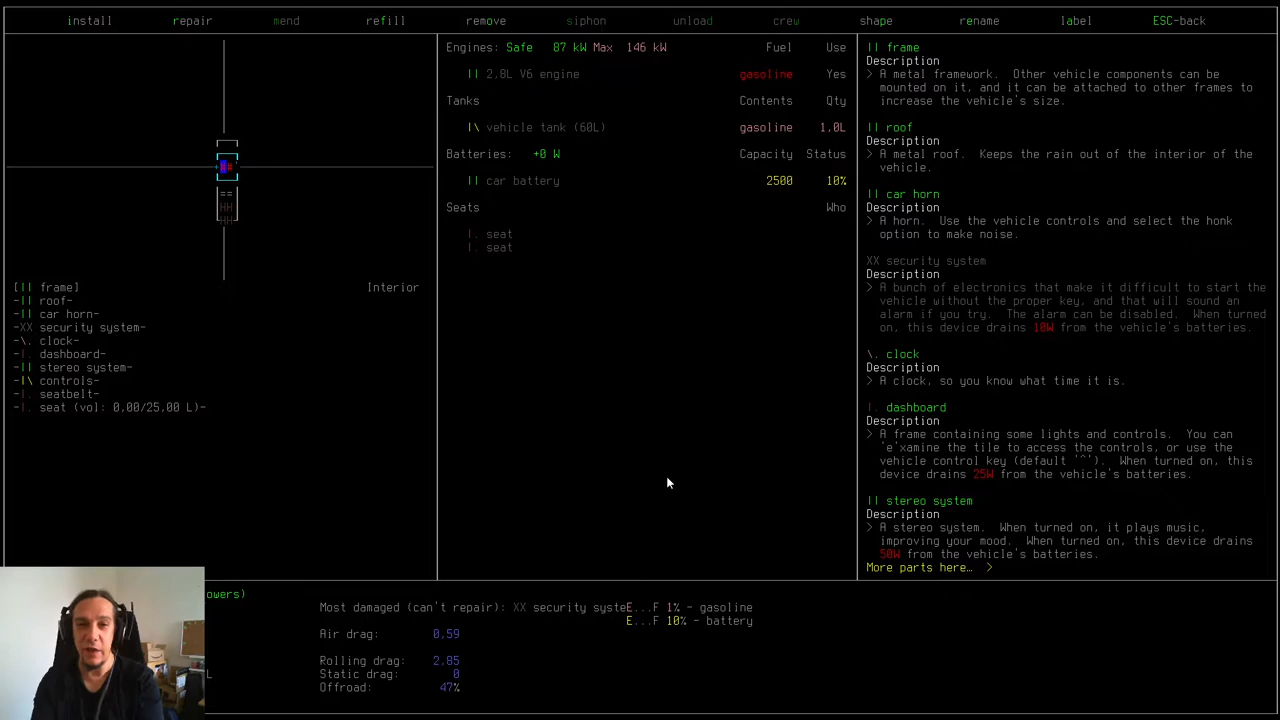 install repair mend refill remove siphon unload crew shape rename label ESC-back
[|| frame] Interior
-|| roof-
-|| car horn-
-XX security system-
-\. clock-
-|. dashboard-
-|| stereo system-
-|\ controls-
-|. seatbelt-
-|. seat (vol: 0,00/25,00 L)-
Engines: Safe 87 kW Max 146 kW Fuel Use
|| 2,8L V6 engine gasoline Yes
Tanks Contents Qty
|\ vehicle tank (60L) gasoline 1,0L
Batteries: +0 W Capacity Status
|| car battery 2500 10%
Seats Who
|. seat
|. seat
|| frame
Description
> A metal framework. Other vehicle components can be
mounted on it, and it can be attached to other frames to
increase the vehicle's size.
|| roof
Description
> A metal roof. Keeps the rain out of the interior of the
vehicle.
|| car horn
Description
> A horn. Use the vehicle controls and select the honk
option to make noise.
XX security system
Description
> A bunch of electronics that make it difficult to start the
vehicle without the proper key, and that will sound an
alarm if you try. The alarm can be disabled. When turned
on, this device drains 10W from the vehicle's batteries.
\. clock
Description
> A clock, so you know what time it is.
|. dashboard
Description
> A frame containing some lights and controls. You can
'e'xamine the tile to access the controls, or use the
vehicle control key (default '^'). When turned on, this
device drains 25W from the vehicle's batteries.
|| stereo system
Description
> A stereo system. When turned on, it plays music,
improving your mood. When turned on, this device drains
50W from the vehicle's batteries.
More parts here… >
owers)
Most damaged (can't repair): XX security syste
Air drag: 0,59
Rolling drag: 2,85
Static drag: 0
Offroad: 47%
E...F 1% - gasoline
E...F 10% - battery
L